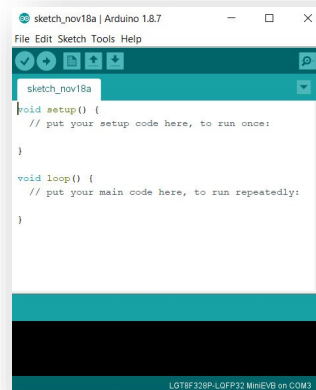 sketch_nov18a | Arduino 1.8.7
File Edit Sketch Tools Help
sketch_nov18a
void setup() {
  // put your setup code here, to run once:
}
void loop() {
  // put your main code here, to run repeatedly:
}
LGT8F328P-LQFP32 MiniEVB on COM3